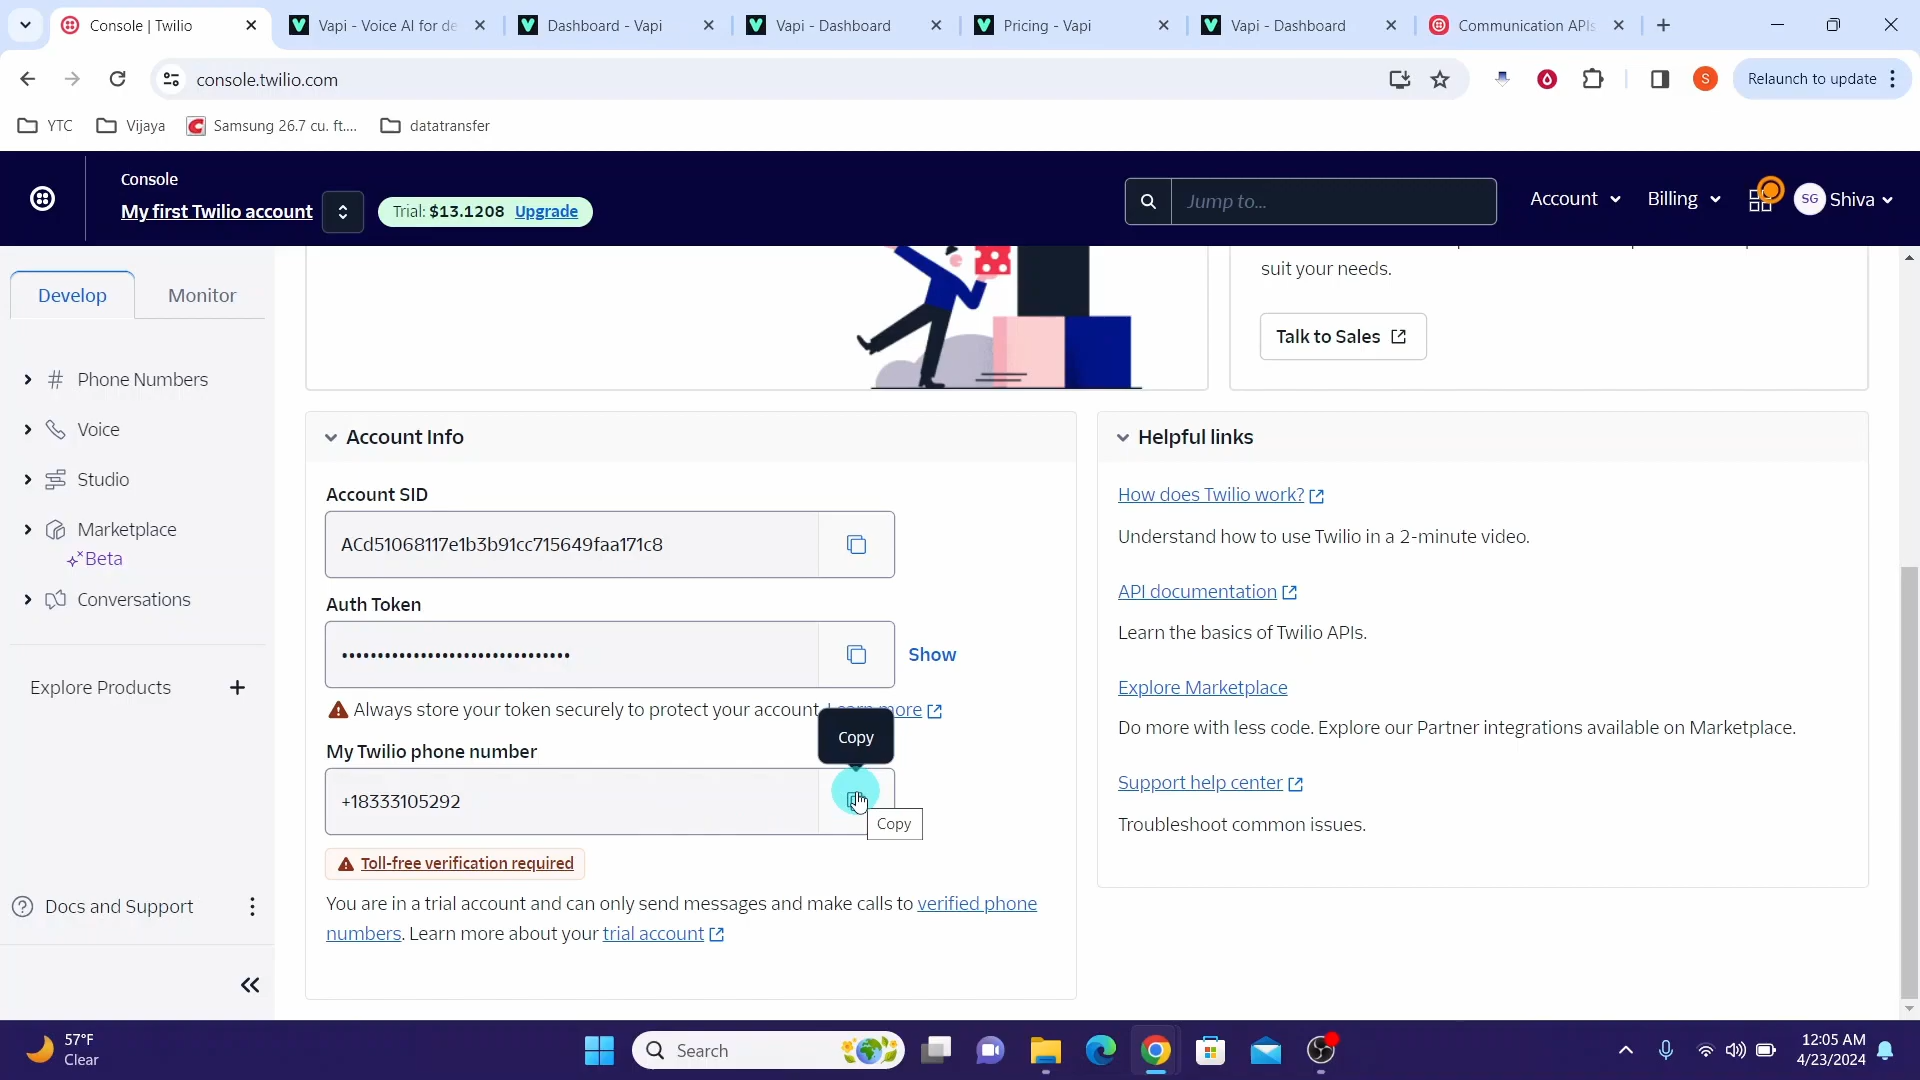 Console | Twilio
Vapi - Voice AI for de
Dashboard - Vapi
Vapi - Dashboard
Pricing - Vapi
Vapi - Dashboard
Communication APIs
console.twilio.com
S
Relaunch to update
YTC
Vijaya
Samsung 26.7 cu. ft....
datatransfer
Console
My first Twilio account
Trial: $13.1208 Upgrade
Jump to...
Account
Billing
SG
Shiva
Develop
Monitor
suit your needs.
Talk to Sales
Phone Numbers
Voice
Studio
Marketplace
Beta
Conversations
Explore Products
Docs and Support
Account Info
Account SID
ACd51068117e1b3b91cc715649faa171c8
Auth Token
••••••••••••••••••••••••••••••••
Show
Always store your token securely to protect your account. Learn more
Copy
My Twilio phone number
+18333105292
Copy
Toll-free verification required
You are in a trial account and can only send messages and make calls to verified phone
numbers. Learn more about your trial account
Helpful links
How does Twilio work?
Understand how to use Twilio in a 2-minute video.
API documentation
Learn the basics of Twilio APIs.
Explore Marketplace
Do more with less code. Explore our Partner integrations available on Marketplace.
Support help center
Troubleshoot common issues.
57°F
Clear
Search
12:05 AM
4/23/2024